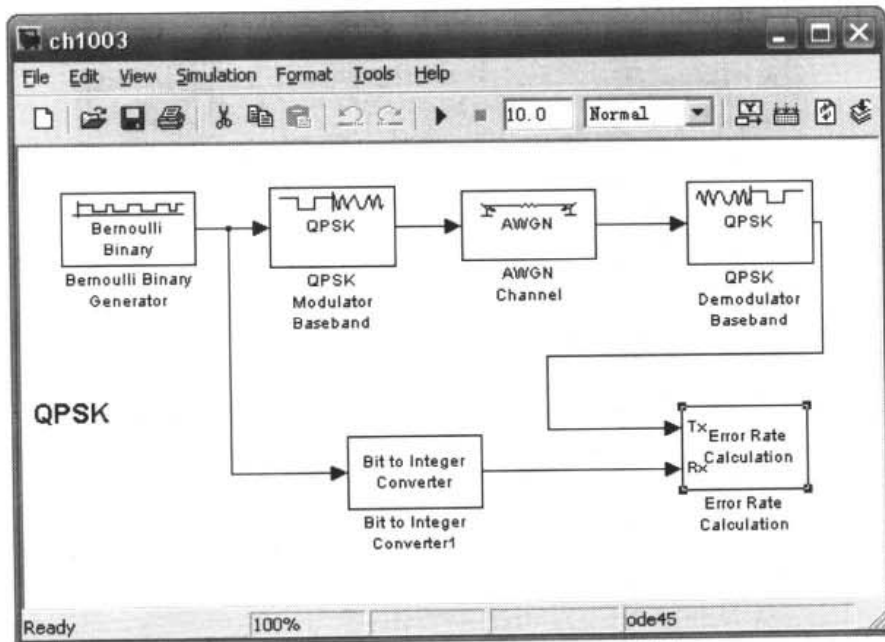 ch1003
File Edit View Simulation Format Tools Help
10.0 Normal
Bernoulli
Binary
Bernoulli Binary
Generator
QPSK
QPSK
Modulator
Baseband
AWGN
AWGN
Channel
QPSK
QPSK
Demodulator
Baseband
QPSK
Bit to Integer
Converter
Bit to Integer
Converter1
Tx
Rx
Error Rate
Calculation
Error Rate
Calculation
Ready 100% ode45